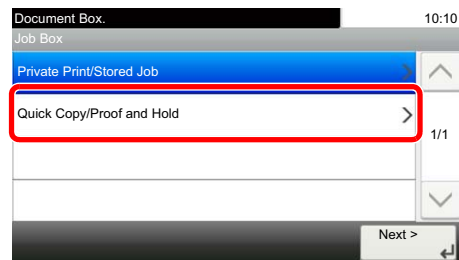 Document Box.
10:10
Job Box
Private Print/Stored Job
Quick Copy/Proof and Hold
1/1
Next >